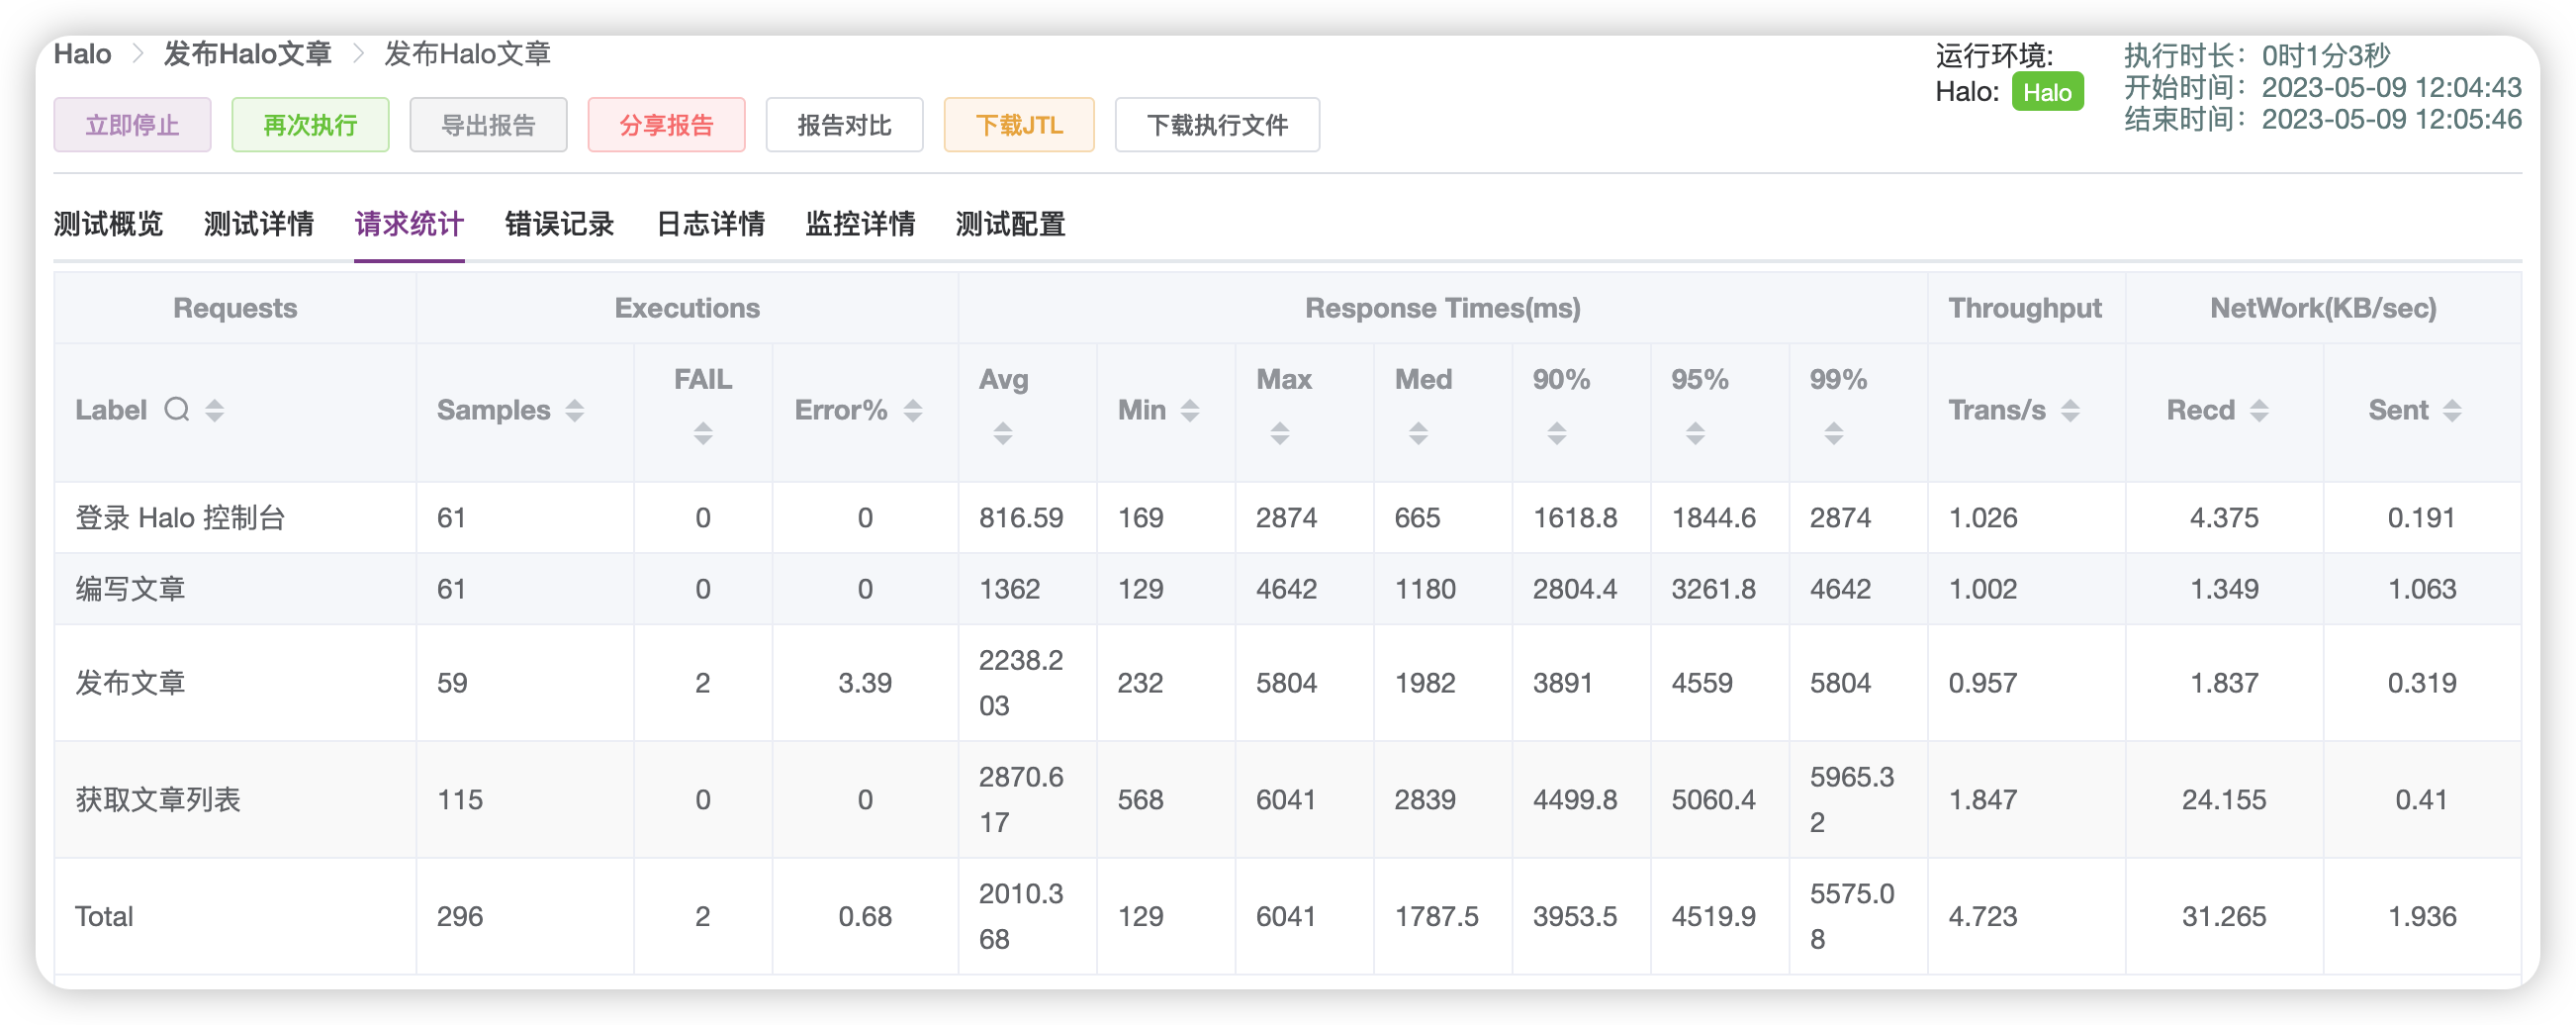 Halo > 发布Halo文章 > 发布Halo文章
运行环境:
Halo: Halo
执行时长：0时1分3秒
开始时间：2023-05-09 12:04:43
结束时间：2023-05-09 12:05:46
立即停止 再次执行 导出报告 分享报告 报告对比 下载JTL 下载执行文件
测试概览 测试详情 请求统计 错误记录 日志详情 监控详情 测试配置
Requests Executions Response Times(ms) Throughput NetWork(KB/sec)
Label Samples FAIL Error% Avg Min Max Med 90% 95% 99% Trans/s Recd Sent
登录 Halo 控制台 61 0 0 816.59 169 2874 665 1618.8 1844.6 2874 1.026 4.375 0.191
编写文章 61 0 0 1362 129 4642 1180 2804.4 3261.8 4642 1.002 1.349 1.063
发布文章 59 2 3.39 2238.203 232 5804 1982 3891 4559 5804 0.957 1.837 0.319
获取文章列表 115 0 0 2870.617 568 6041 2839 4499.8 5060.4 5965.32 1.847 24.155 0.41
Total 296 2 0.68 2010.368 129 6041 1787.5 3953.5 4519.9 5575.08 4.723 31.265 1.936